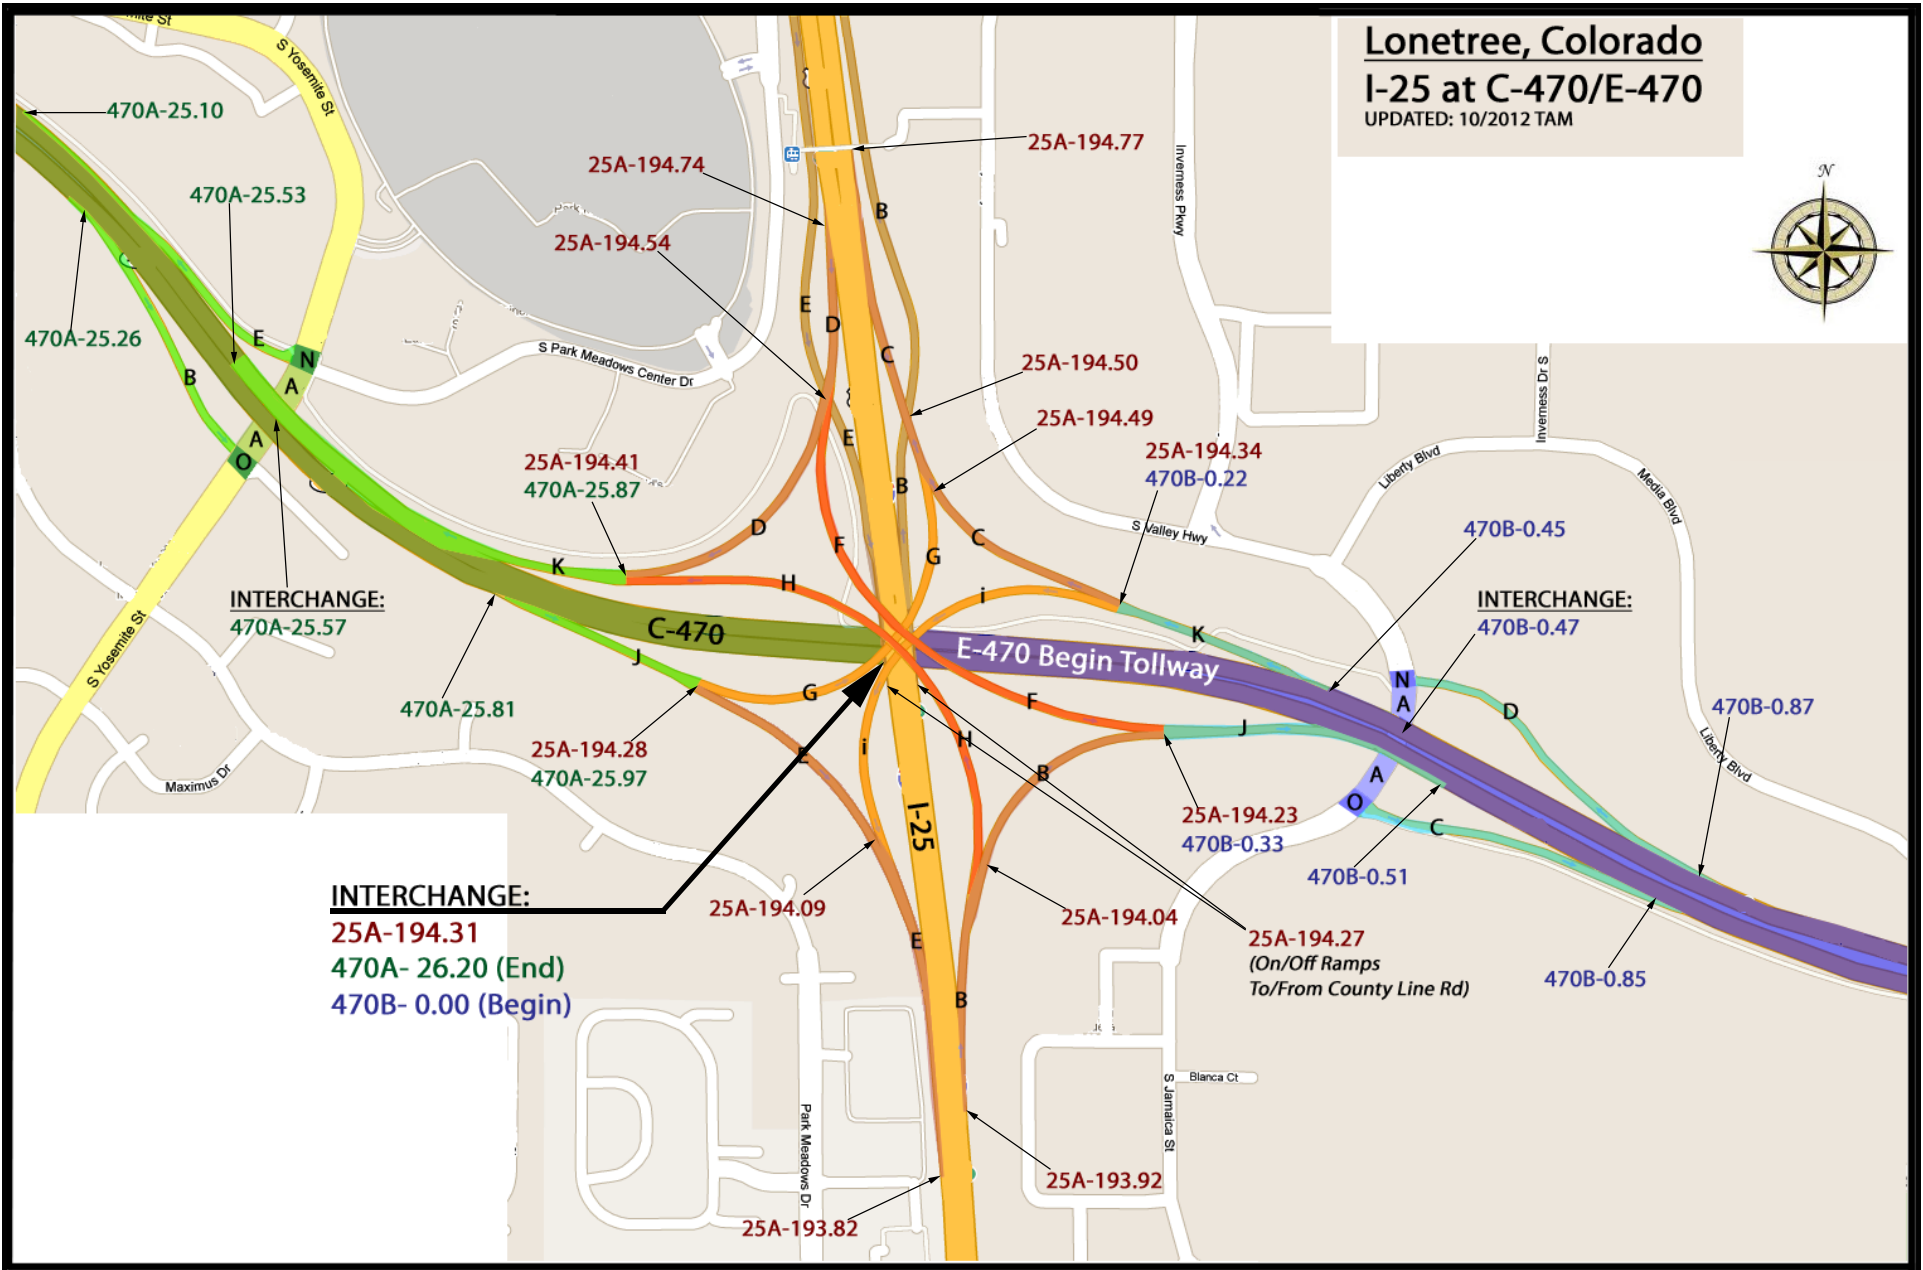 Lonetree, Colorado
I-25 at C-470/E-470
UPDATED: 10/2012 TAM
N
S Yosemite St
470A-25.10
25A-194.77
25A-194.74
470A-25.53
B
Inverness Pkwy
25A-194.54
E
D
470A-25.26
E
N
S Park Meadows Center Dr
C
25A-194.50
Inverness Dr S
B
A
25A-194.49
A
O
E
25A-194.41
470A-25.87
25A-194.34
470B-0.22
Liberty Blvd
Media Blvd
B
D
F
G
C
S Valley Hwy
470B-0.45
K
H
i
INTERCHANGE:
470A-25.57
INTERCHANGE:
470B-0.47
C-470
E-470 Begin Tollway
K
S Yosemite St
J
G
F
N
A
D
470B-0.87
470A-25.81
25A-194.28
470A-25.97
E
i
H
J
B
A
O
Liberty Blvd
Maximus Dr
I-25
25A-194.23
470B-0.33
C
470B-0.51
INTERCHANGE:
25A-194.31
470A- 26.20 (End)
470B- 0.00 (Begin)
25A-194.09
25A-194.04
E
25A-194.27
(On/Off Ramps
To/From County Line Rd)
470B-0.85
B
Park Meadows Dr
S Jamaica St
Blanca Ct
25A-193.92
25A-193.82